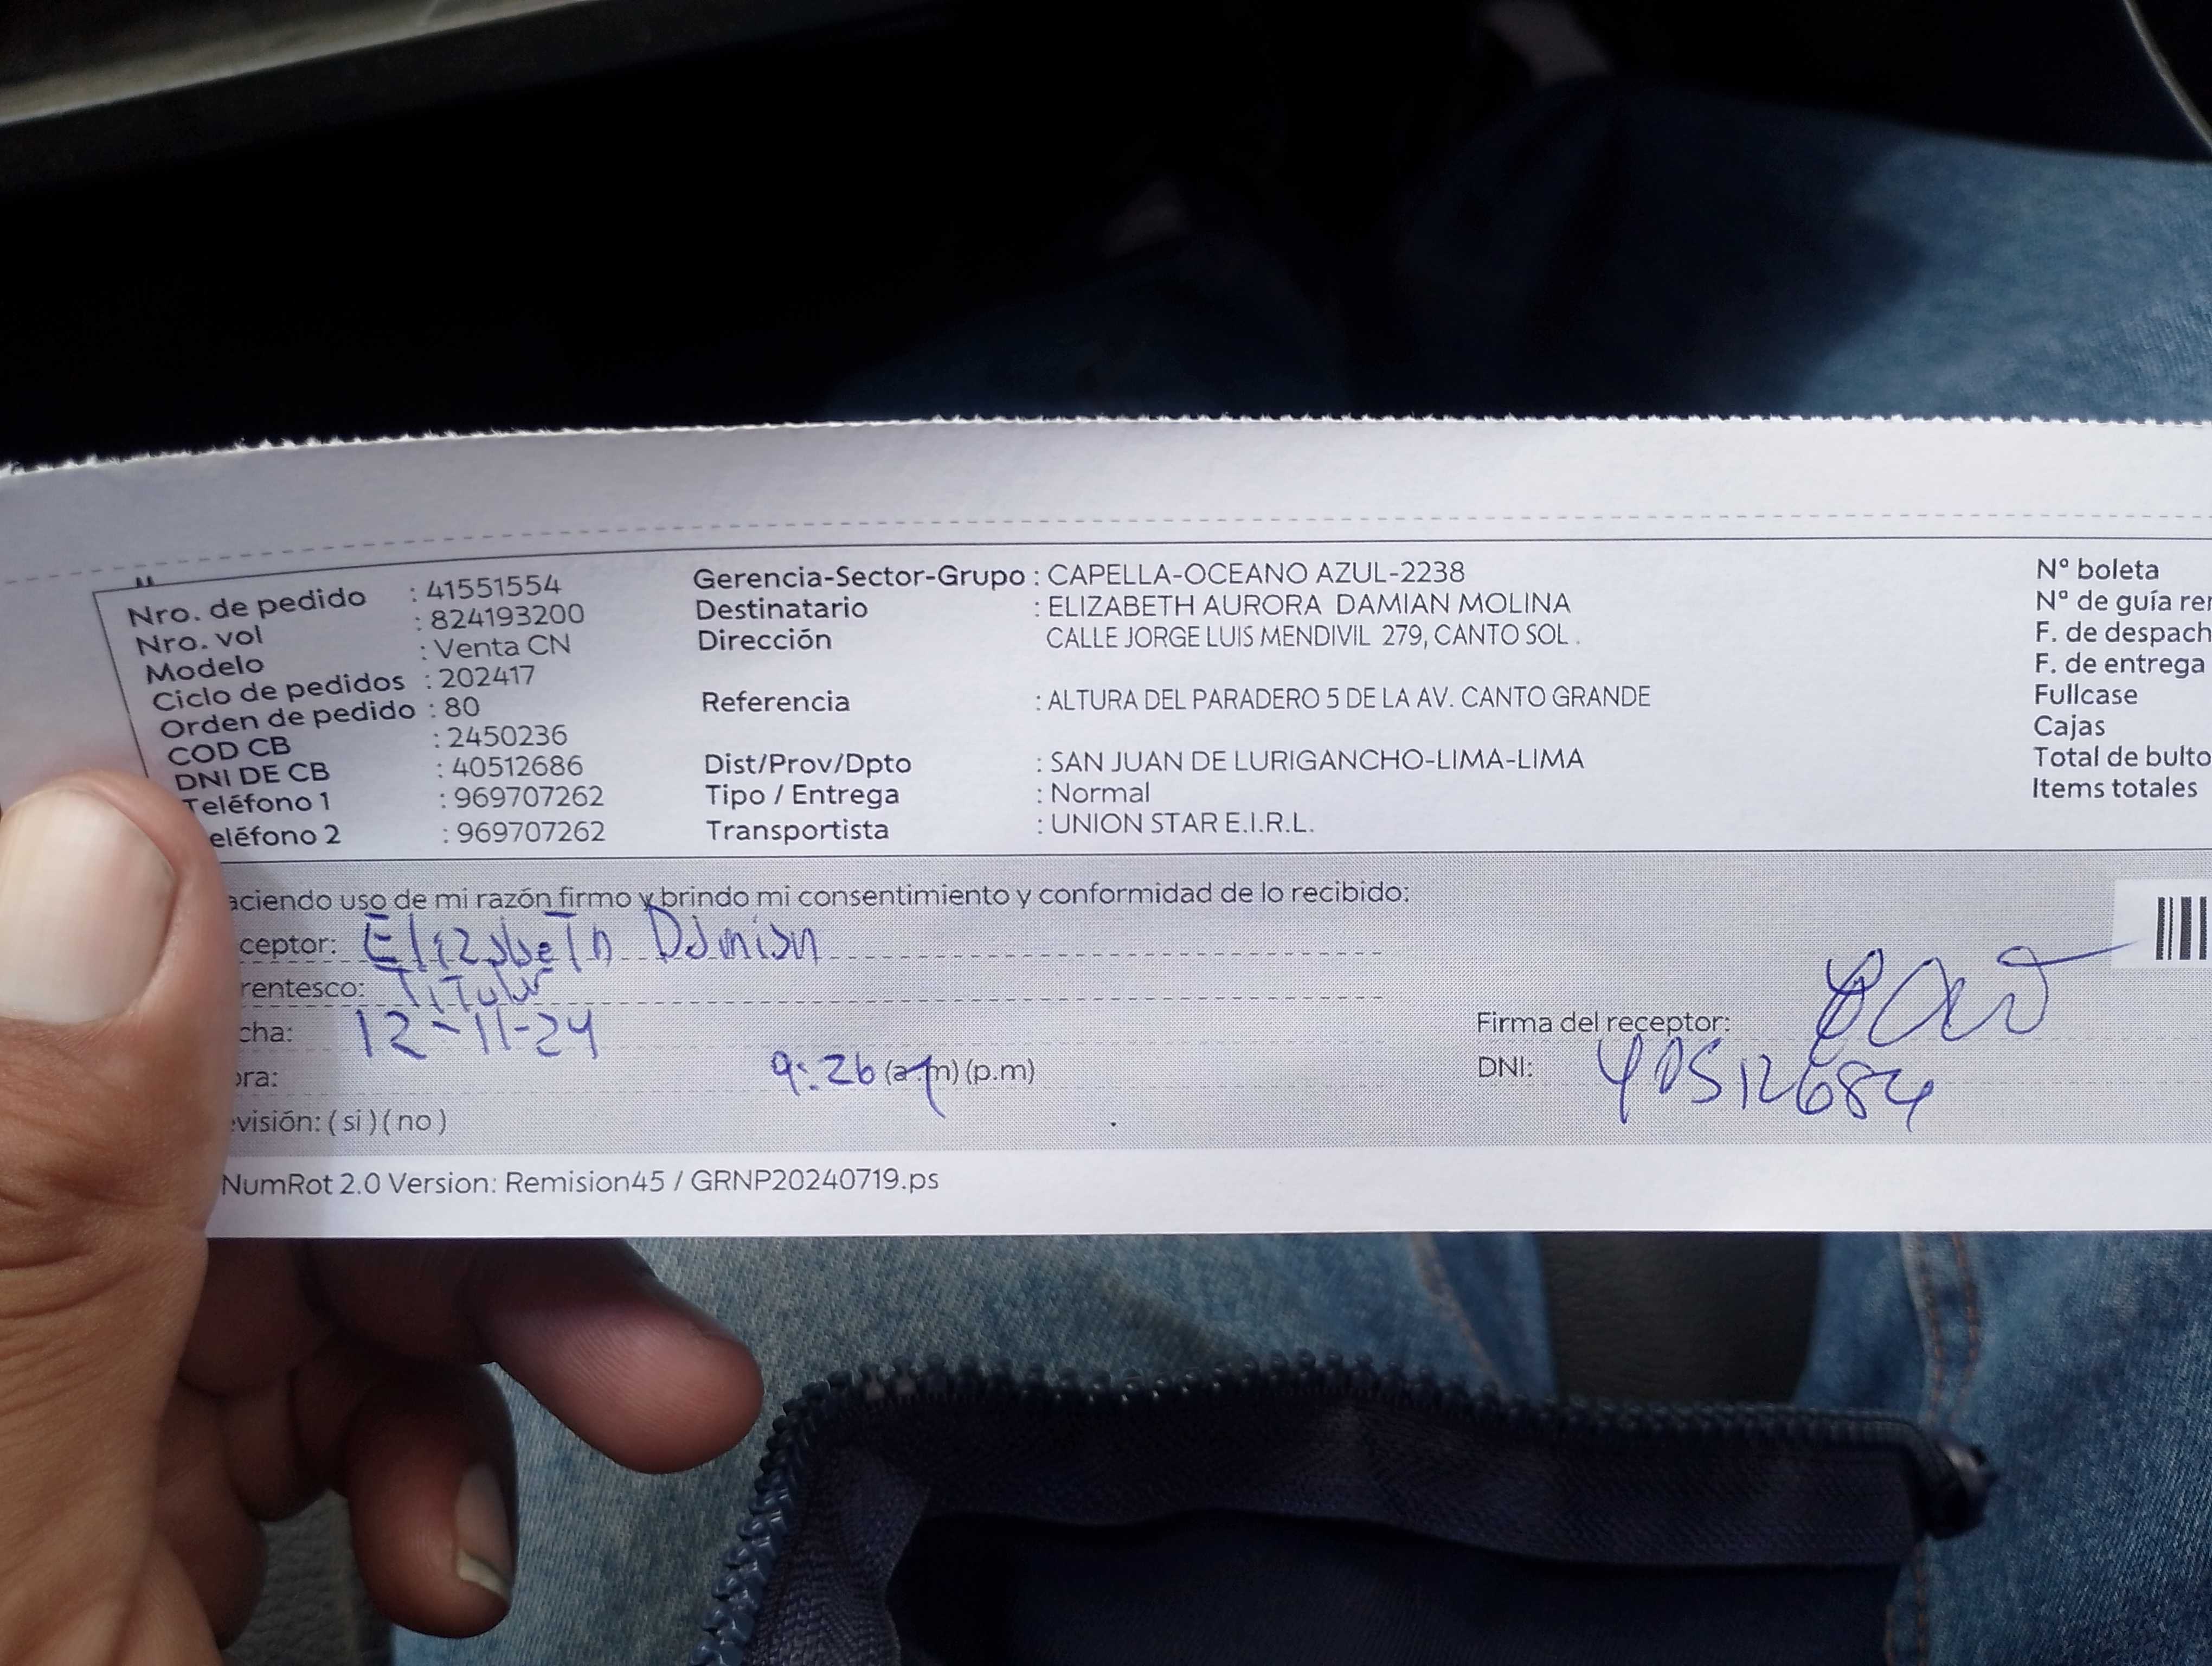 Nro. de pedido : 41551554
Nro. vol : 824193200
Modelo : Venta CN
Ciclo de pedidos : 202417
Orden de pedido : 80
COD CB : 2450236
DNI DE CB : 40512686
Teléfono 1 : 969707262
eléfono 2 : 969707262
Gerencia-Sector-Grupo : CAPELLA-OCEANO AZUL-2238
Destinatario : ELIZABETH AURORA DAMIAN MOLINA
Dirección CALLE JORGE LUIS MENDIVIL 279, CANTO SOL .
Referencia : ALTURA DEL PARADERO 5 DE LA AV. CANTO GRANDE
Dist/Prov/Dpto : SAN JUAN DE LURIGANCHO-LIMA-LIMA
Tipo / Entrega : Normal
Transportista : UNION STAR E.I.R.L.
N° boleta
N° de guía rer
F. de despach
F. de entrega
Fullcase
Cajas
Total de bulto
Items totales
aciendo uso de mi razón firmo y brindo mi consentimiento y conformidad de lo recibido:
ceptor: Elizabeth Damian
rentesco: Titular
cha: 12-11-24
ora: 9:26 (a.m) (p.m)
evisión: ( si ) ( no )
Firma del receptor:
DNI: 40512686
NumRot 2.0 Version: Remision45 / GRNP20240719.ps